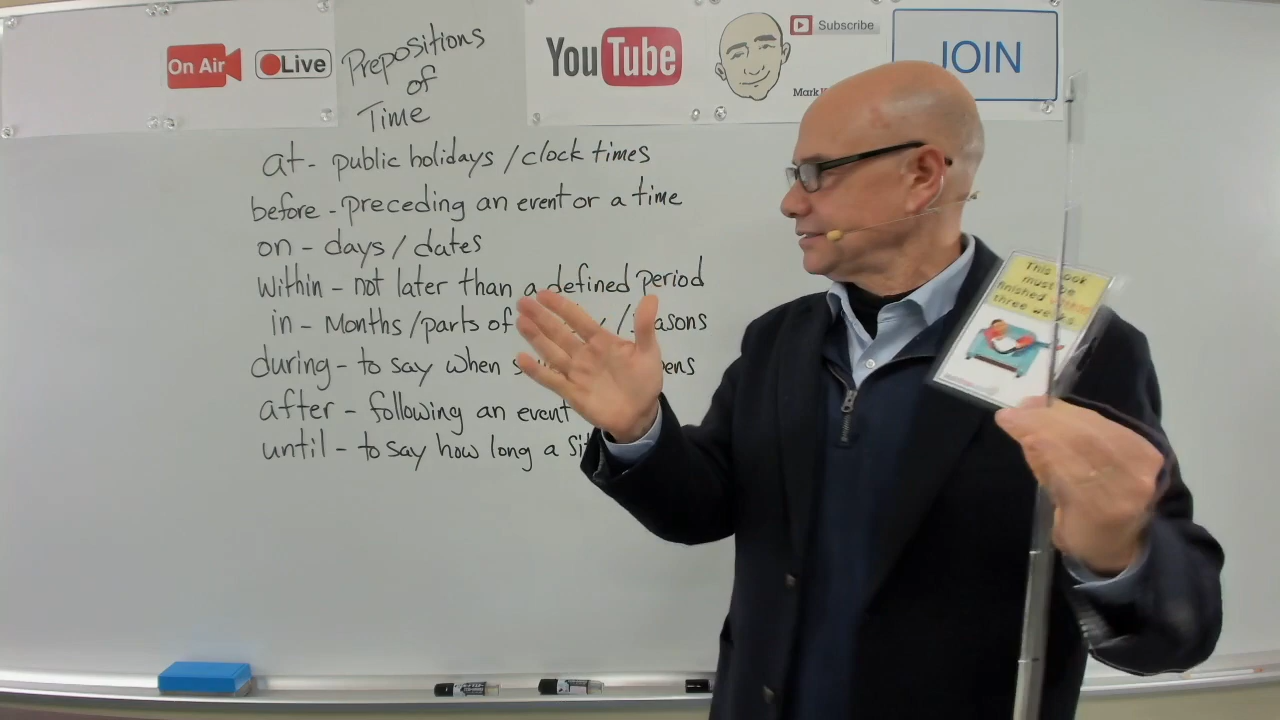 On Air
Live
Prepositions
of
Time
YouTube
Subscribe
JOIN
Mark
at - public holidays / clock times
before - preceding an event or a time
on - days / dates
within - not later than a defined period
in - Months / parts of
during - to say when
after - following an event
until - to say how long a
This book
must be
finished within
three weeks.